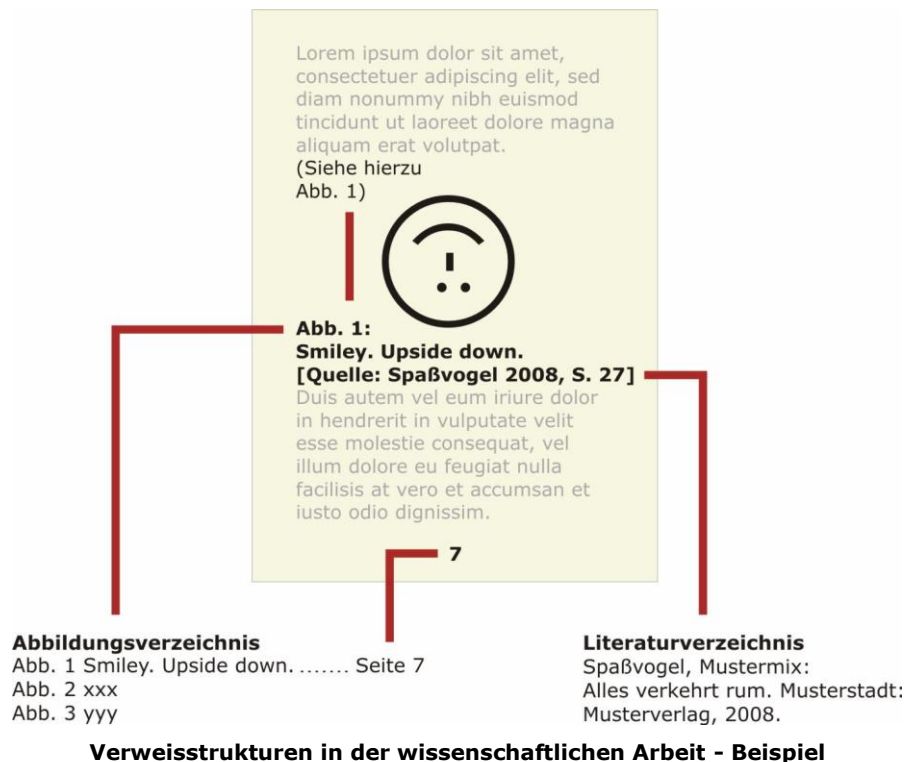 Lorem ipsum dolor sit amet,
consectetuer adipiscing elit, sed
diam nonummy nibh euismod
tincidunt ut laoreet dolore magna
aliquam erat volutpat.
(Siehe hierzu
Abb. 1)
Abb. 1:
Smiley. Upside down.
[Quelle: Spaßvogel 2008, S. 27]
Duis autem vel eum iriure dolor
in hendrerit in vulputate velit
esse molestie consequat, vel
illum dolore eu feugiat nulla
facilisis at vero et accumsan et
iusto odio dignissim.
7
Abbildungsverzeichnis
Abb. 1 Smiley. Upside down. ....... Seite 7
Abb. 2 xxx
Abb. 3 yyy
Literaturverzeichnis
Spaßvogel, Mustermix:
Alles verkehrt rum. Musterstadt:
Musterverlag, 2008.
Verweisstrukturen in der wissenschaftlichen Arbeit - Beispiel